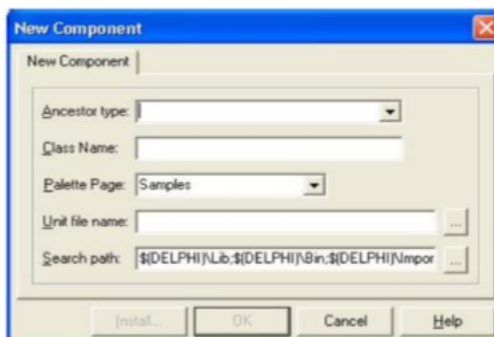 New Component
New Component
Ancestor type:
Class Name:
Palette Page: Samples
Unit file name: ...
Search path: $(DELPHI)\Lib;$(DELPHI)\Bin;$(DELPHI)\Impor ...
Install... OK Cancel Help